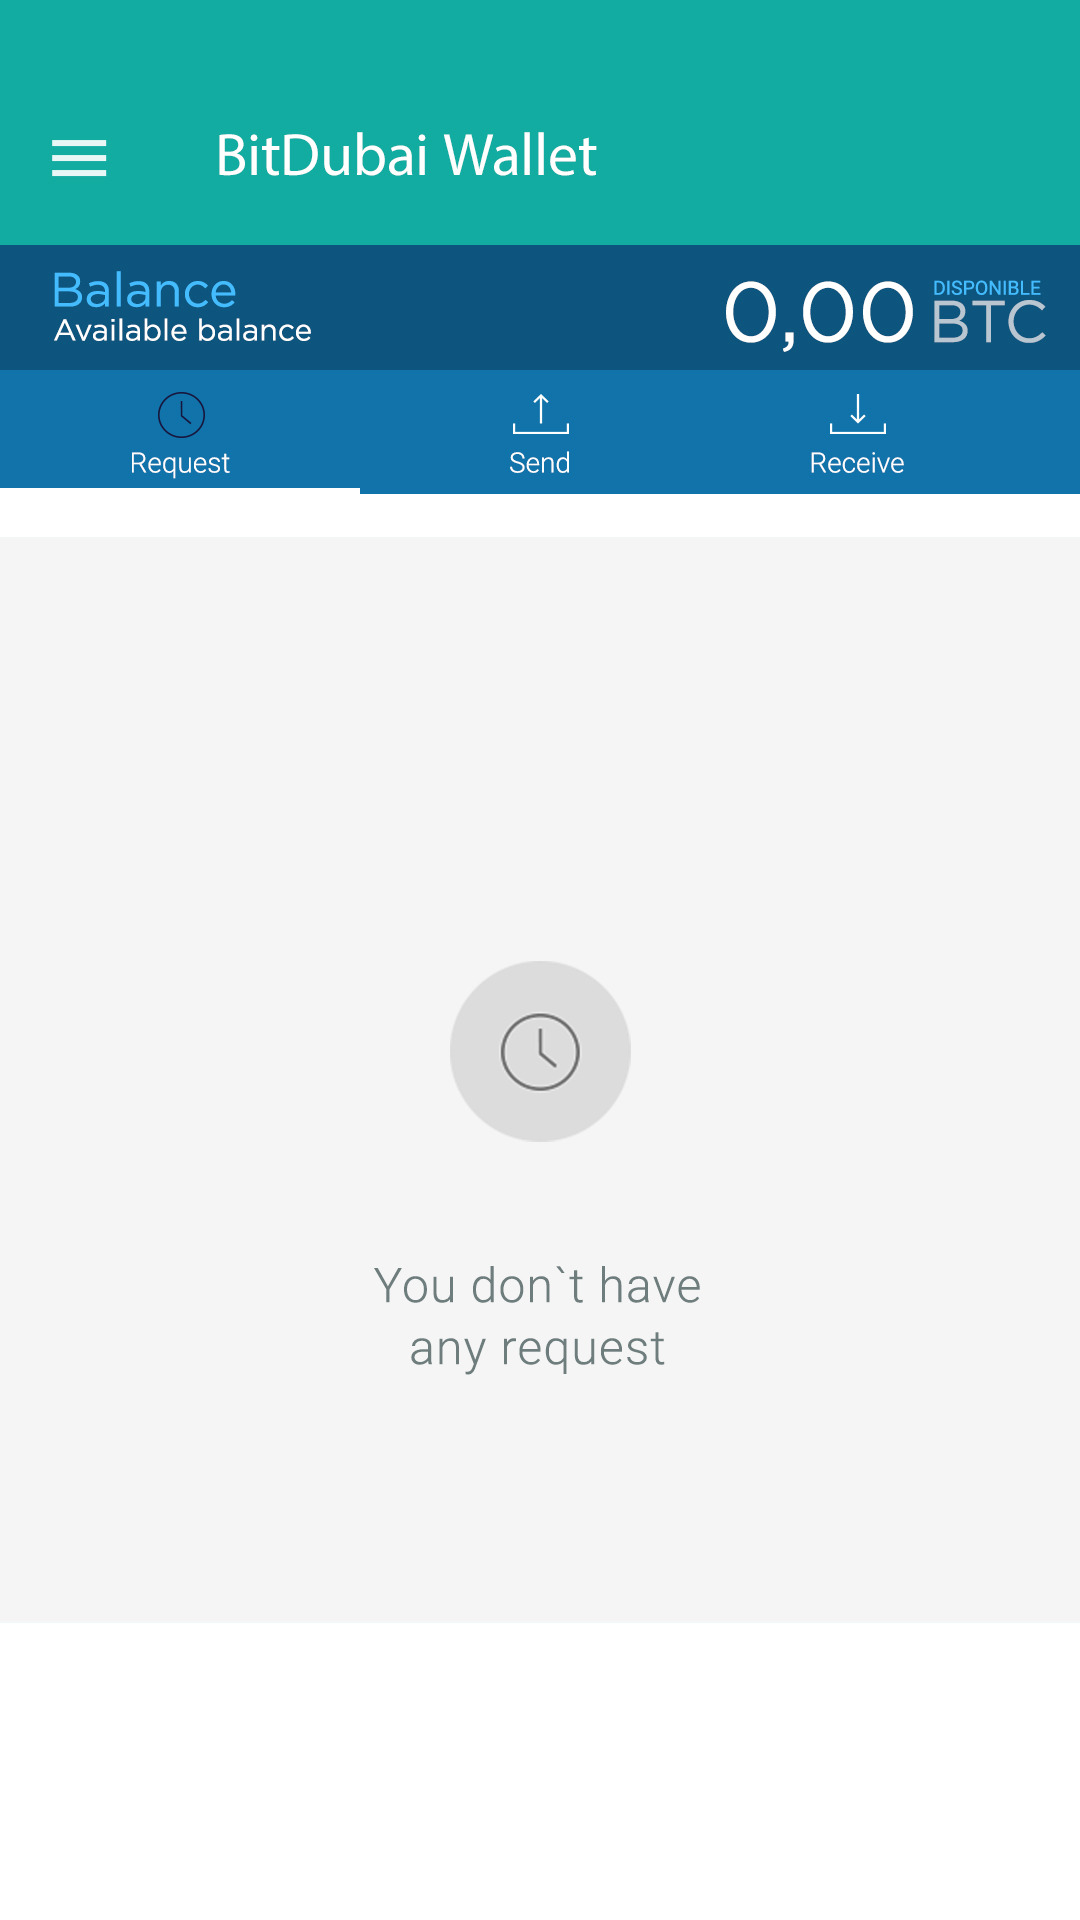 BitDubai Wallet
Balance
Available balance
0,00
DISPONIBLE
BTC
Request
Send
Receive
You don`t have
any request